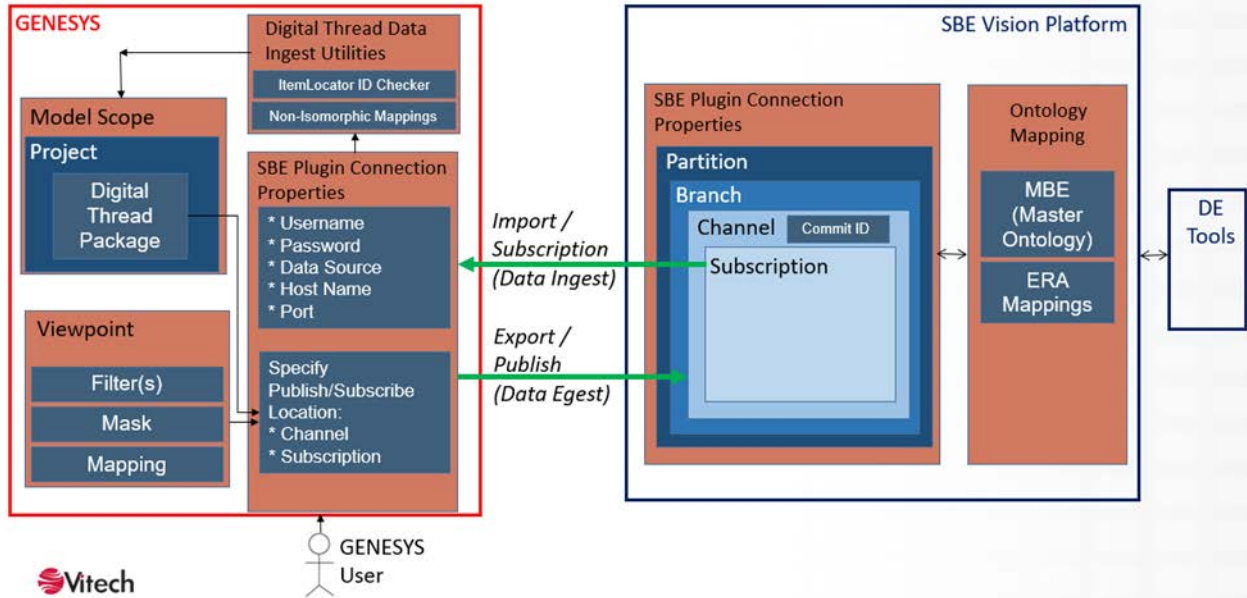 GENESYS
Digital Thread Data
Ingest Utilities
ItemLocator ID Checker
Non-Isomorphic Mappings
Model Scope
Project
Digital
Thread
Package
SBE Plugin Connection
Properties
* Username
* Password
* Data Source
* Host Name
* Port
Viewpoint
Filter(s)
Mask
Mapping
Specify
Publish/Subscribe
Location:
* Channel
* Subscription
GENESYS
User
Import /
Subscription
(Data Ingest)
Export /
Publish
(Data Egest)
SBE Vision Platform
SBE Plugin Connection
Properties
Partition
Branch
Channel
Commit ID
Subscription
Ontology
Mapping
MBE
(Master
Ontology)
ERA
Mappings
DE
Tools
Vitech